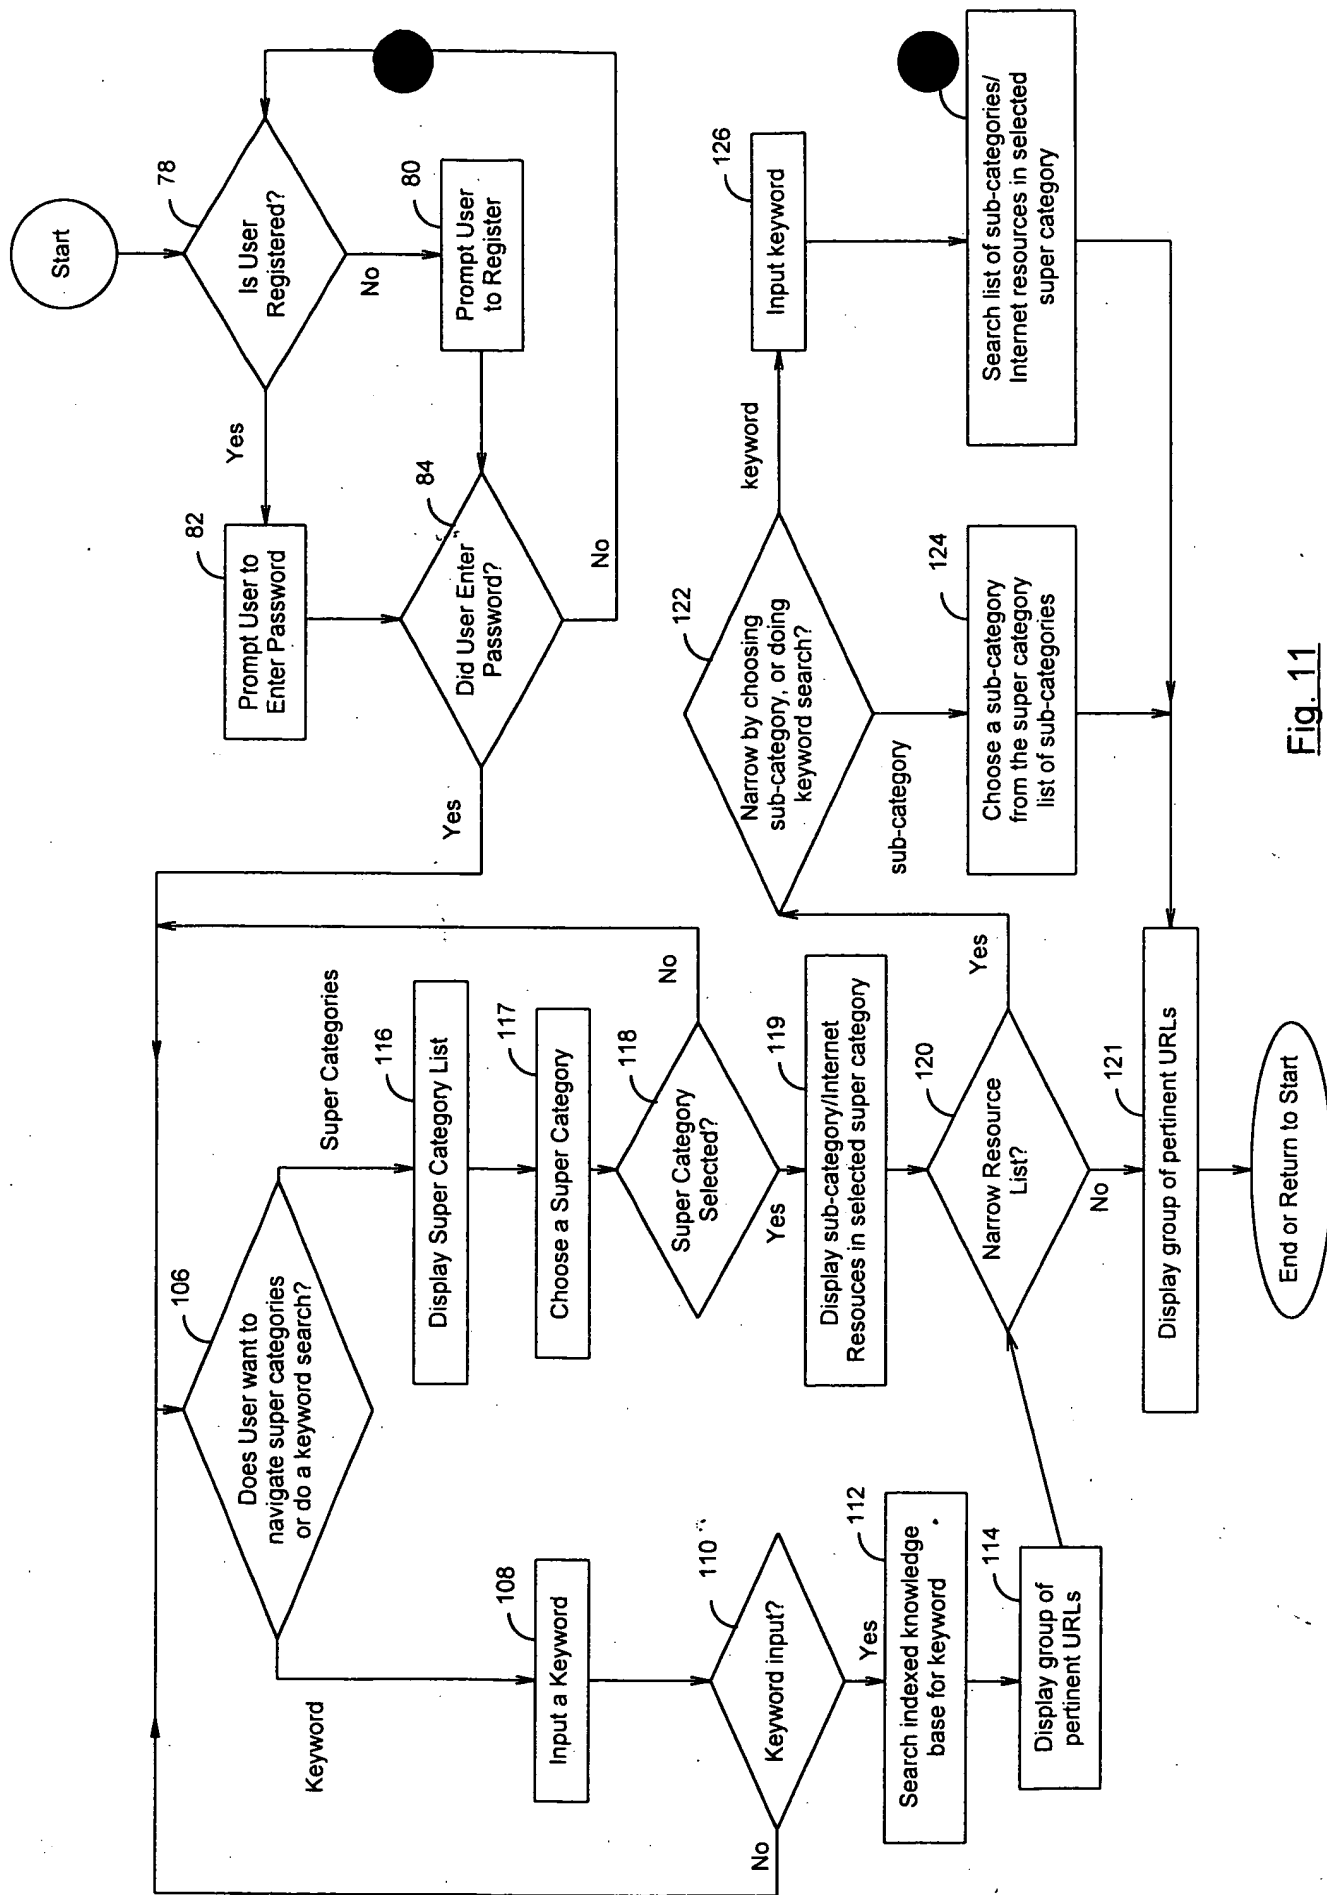 Start
78
Is User
Registered?
Yes
No
80
Prompt User
to Register
82
Prompt User to
Enter Password
84
Did User Enter
Password?
No
Yes
106
Does User want to
navigate super categories
or do a keyword search?
Super Categories
Keyword
116
Display Super Category List
117
Choose a Super Category
118
Super Category
Selected?
No
Yes
119
Display sub-category/Internet
Resouces in selected super category
108
Input a Keyword
110
Keyword input?
No
Yes
112
Search indexed knowledge
base for keyword
114
Display group of
pertinent URLs
120
Narrow Resource
List?
Yes
No
121
Display group of pertinent URLs
End or Return to Start
122
Narrow by choosing
sub-category, or doing
keyword search?
keyword
sub-category
126
Input keyword
124
Choose a sub-category
from the super category
list of sub-categories
Search list of sub-categories/
Internet resources in selected
super category
Fig. 11